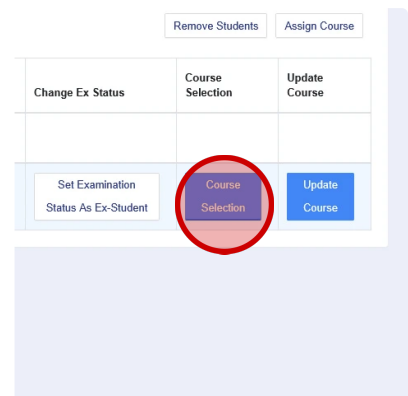 Remove Students Assign Course
Change Ex Status Course Selection Update Course
Set Examination Status As Ex-Student Course Selection Update Course